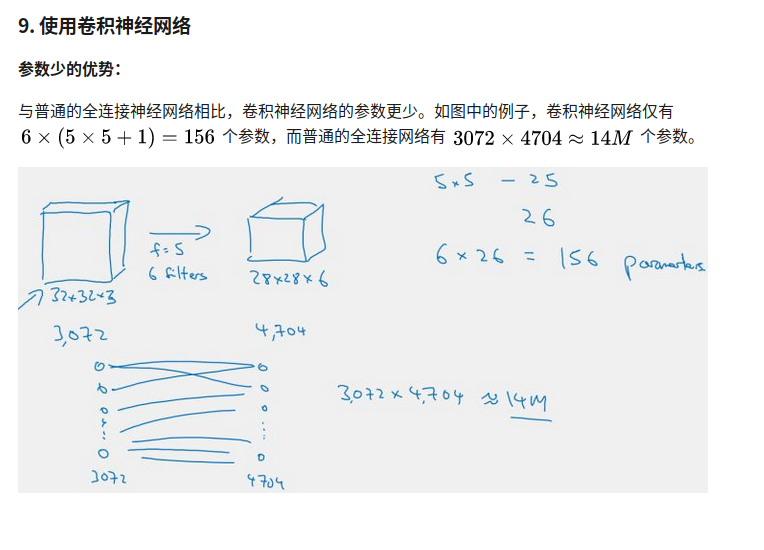 9. 使用卷积神经网络
参数少的优势：
与普通的全连接神经网络相比，卷积神经网络的参数更少。如图中的例子，卷积神经网络仅有
6 × (5 × 5 + 1) = 156 个参数，而普通的全连接网络有 3072 × 4704 ≈ 14M 个参数。
5×5 - 25
26
6 × 26 = 156 parameters
f=5
6 filters
32×32×3
28×28×6
3,072
4,704
3,072 × 4,704 ≈ 14M
3072
4704